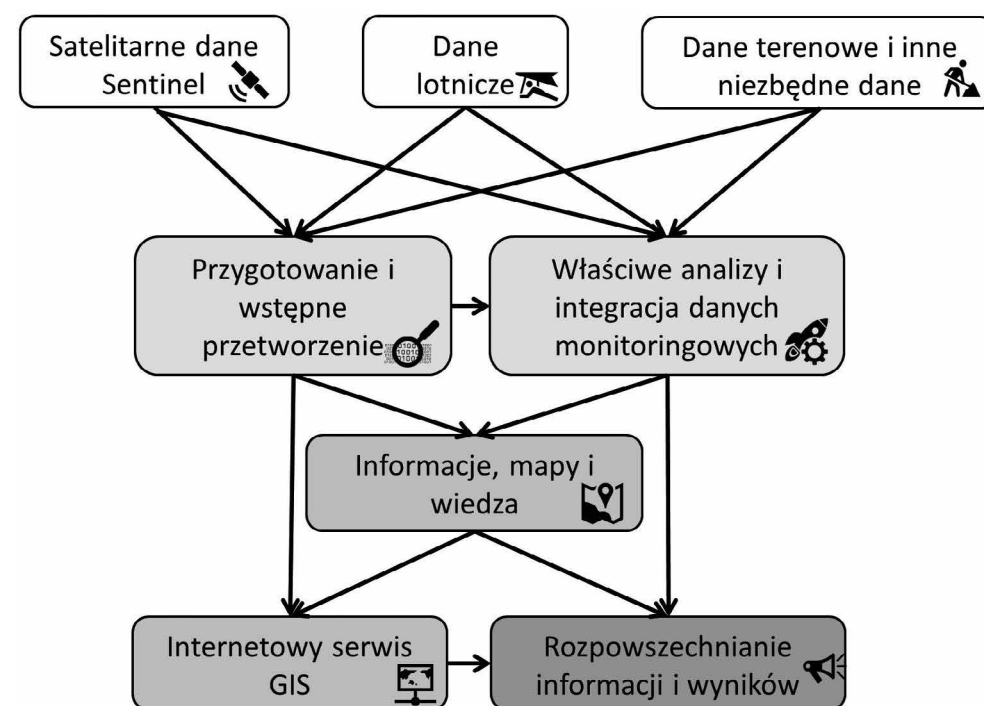 Satelitarne dane
Sentinel
Dane
lotnicze
Dane terenowe i inne
niezbędne dane
Przygotowanie i
wstępne
przetworzenie
Właściwe analizy i
integracja danych
monitoringowych
Informacje, mapy i
wiedza
Internetowy serwis
GIS
Rozpowszechnianie
informacji i wyników